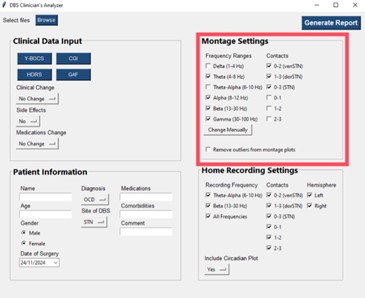 DBS Clinician's Analyzer
Select files Browse
Generate Report
Clinical Data Input
Y-BOCS CGI
HDRS GAF
Clinical Change
No Change
Side Effects
No
Medications Change
No Change
Montage Settings
Frequency Ranges Contacts
Delta (1-4 Hz) 0-2 (venSTN)
Theta (4-8 Hz) 1-3 (dorSTN)
Theta-Alpha (6-10 Hz) 0-3 (STN)
Alpha (8-12 Hz) 0-1
Beta (13-30 Hz) 1-2
Gamma (30-100 Hz) 2-3
Change Manually
Remove outliers from montage plots
Patient Information
Name Diagnosis Medications
OCD
Age Site of DBS Comorbidities
STN
Gender Comment
Male
Female
Date of Surgery
24/11/2024
Home Recording Settings
Recording Frequency Contacts Hemisphere
Theta-Alpha (6-10 Hz) 0-2 (venSTN) Left
Beta (13-30 Hz) 1-3 (dorSTN) Right
All Frequencies 0-3 (STN)
0-1
1-2
2-3
Include Circadian Plot
Yes